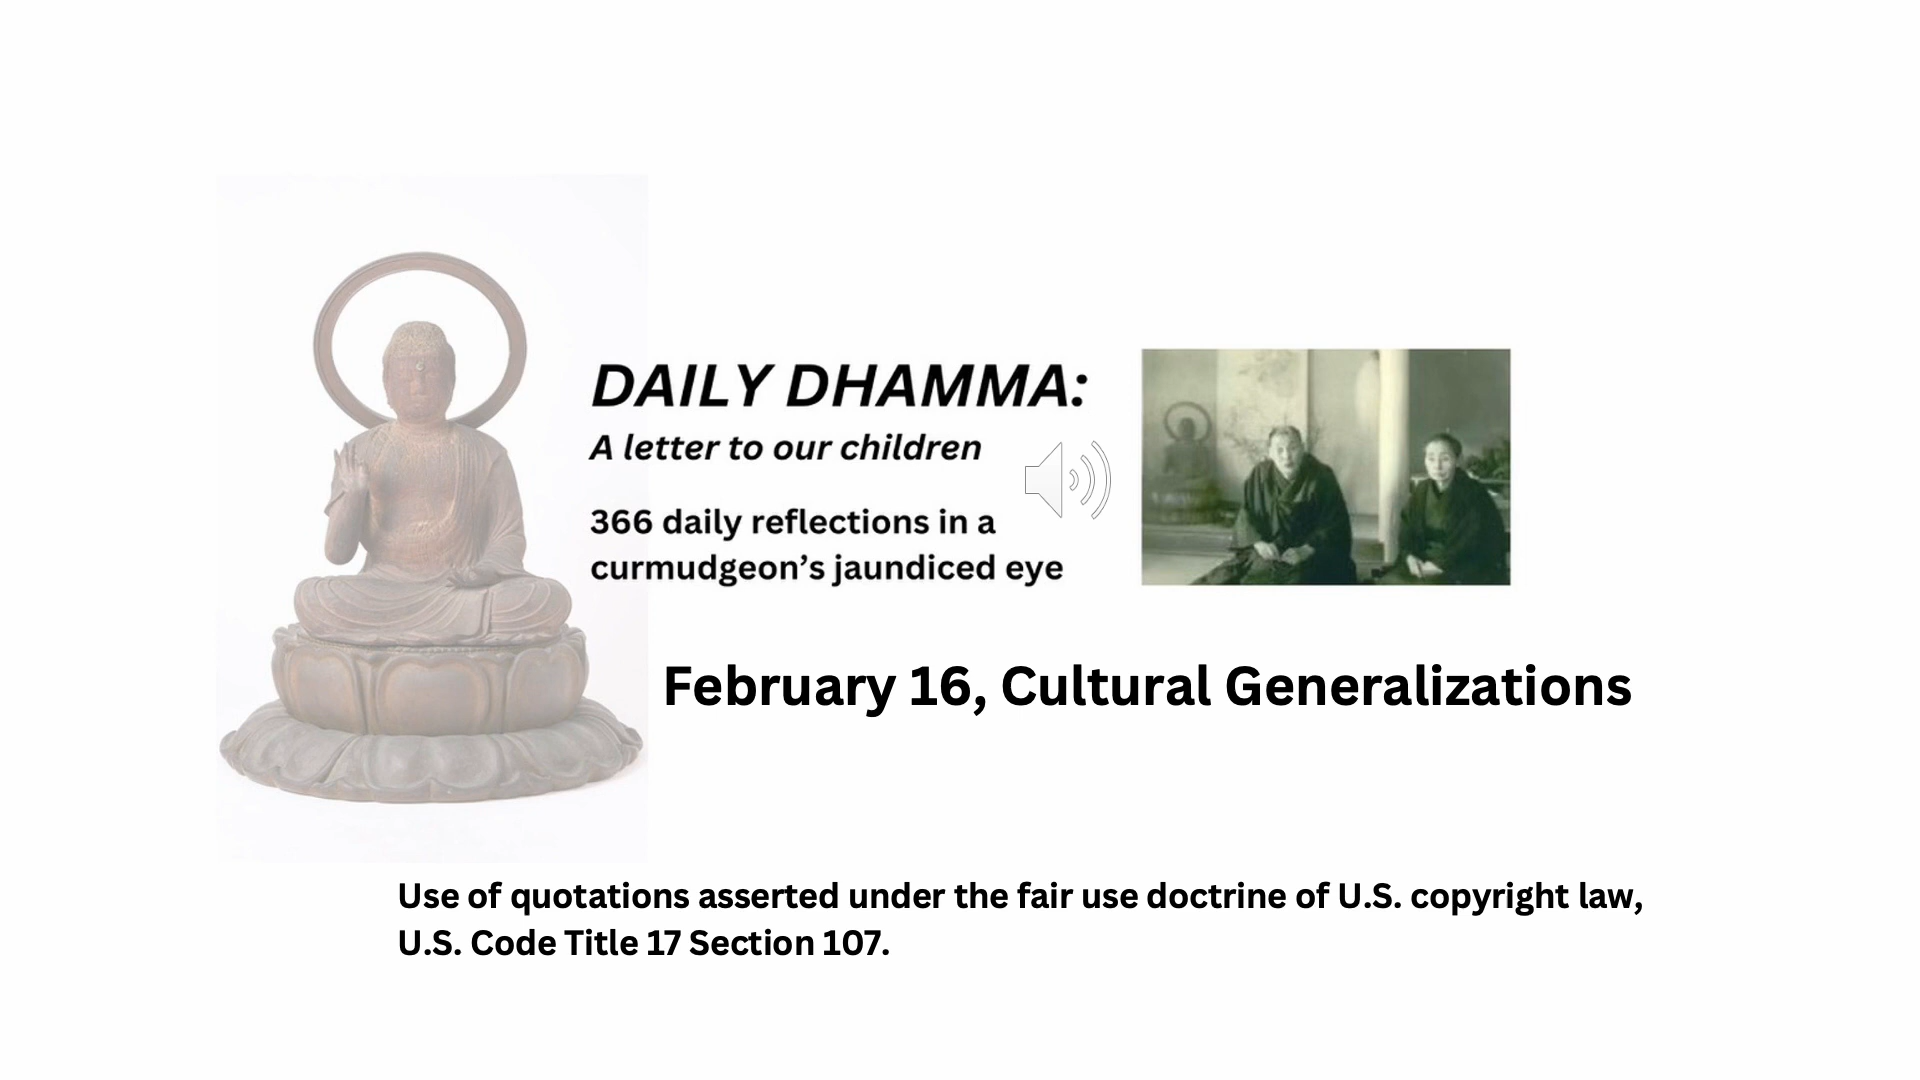 DAILY DHAMMA:
A letter to our children
366 daily reflections in a
curmudgeon’s jaundiced eye
February 16, Cultural Generalizations
Use of quotations asserted under the fair use doctrine of U.S. copyright law,
U.S. Code Title 17 Section 107.